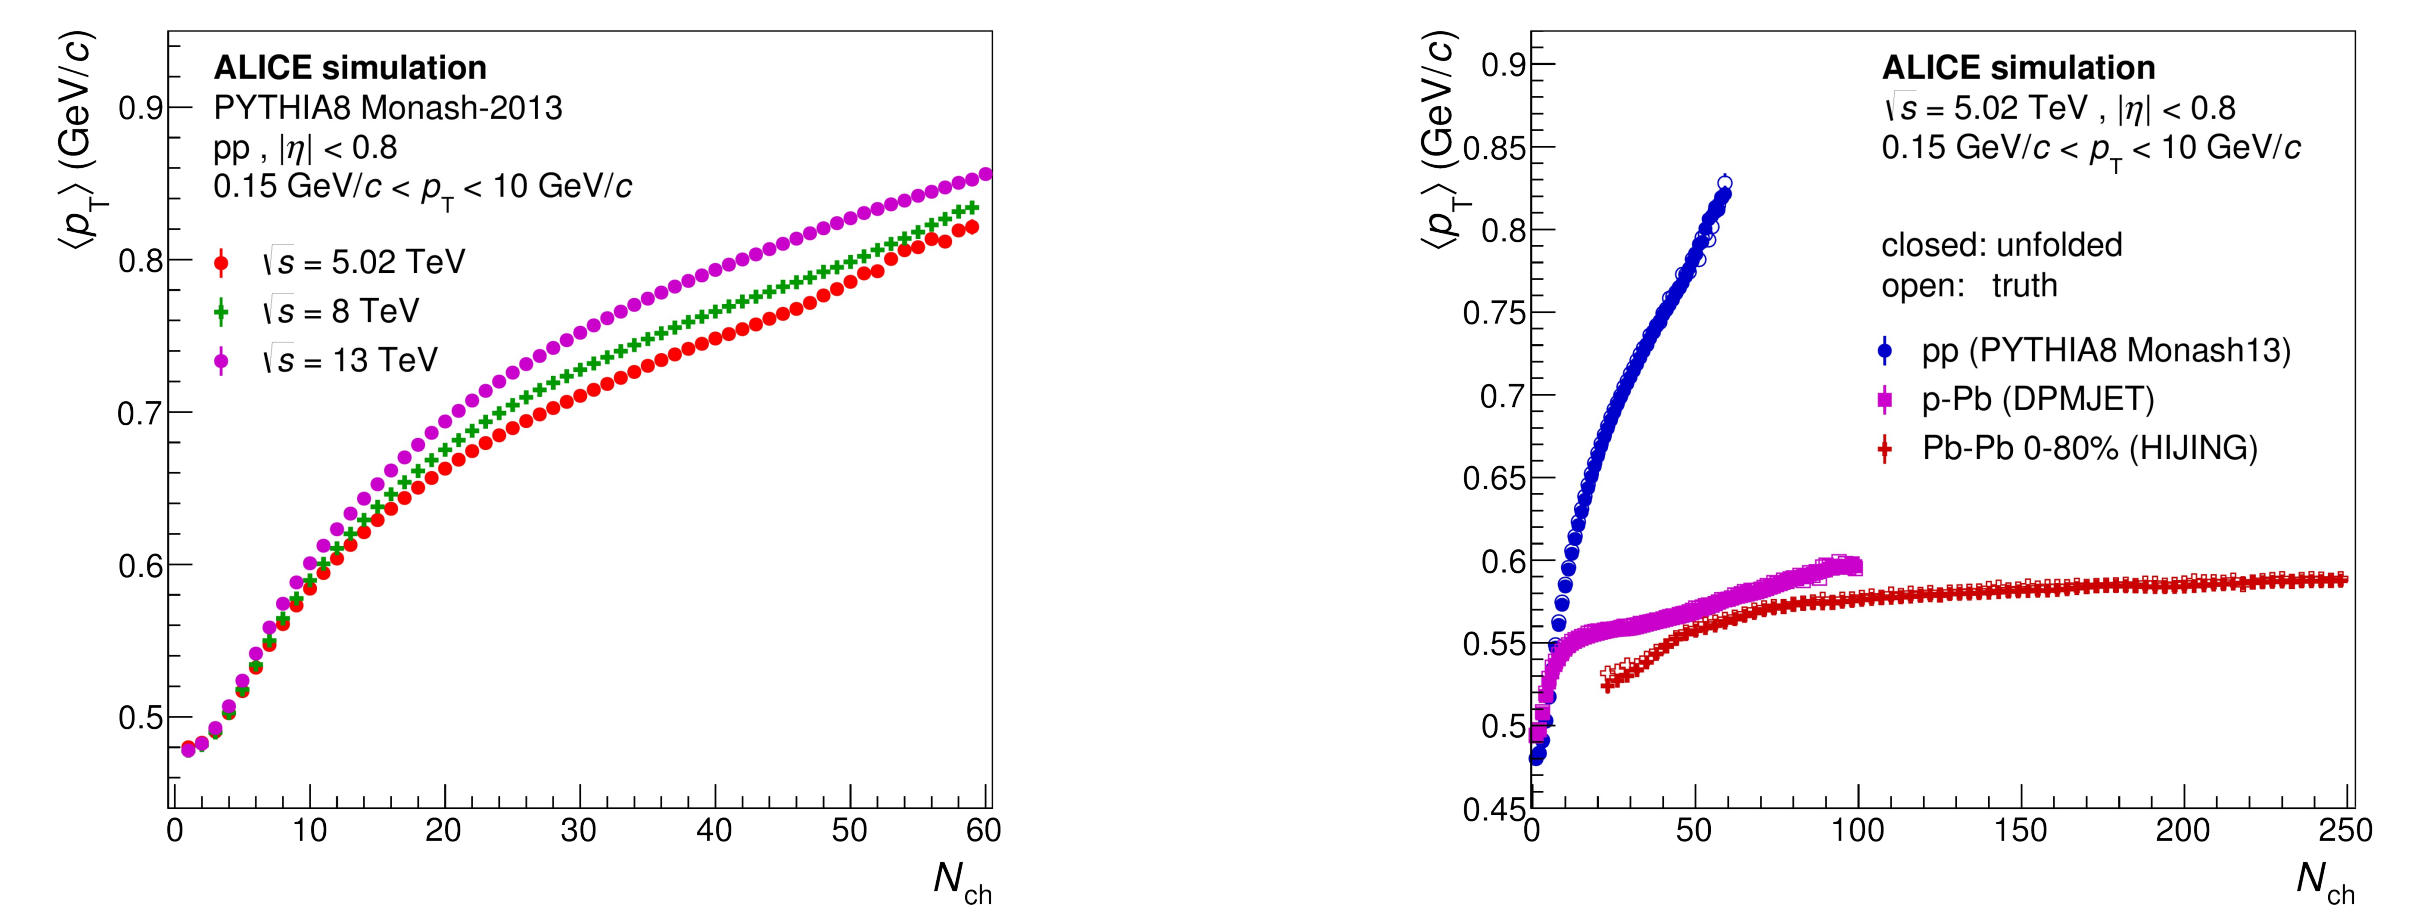 ⟨pT⟩ (GeV/c)
ALICE simulation
PYTHIA8 Monash-2013
pp , |η| < 0.8
0.15 GeV/c < pT < 10 GeV/c
√s = 5.02 TeV
√s = 8 TeV
√s = 13 TeV
0.9
0.8
0.7
0.6
0.5
0 10 20 30 40 50 60
Nch
⟨pT⟩ (GeV/c)
ALICE simulation
√s = 5.02 TeV , |η| < 0.8
0.15 GeV/c < pT < 10 GeV/c
closed: unfolded
open: truth
pp (PYTHIA8 Monash13)
p-Pb (DPMJET)
Pb-Pb 0-80% (HIJING)
0.9
0.85
0.8
0.75
0.7
0.65
0.6
0.55
0.5
0.45
0 50 100 150 200 250
Nch